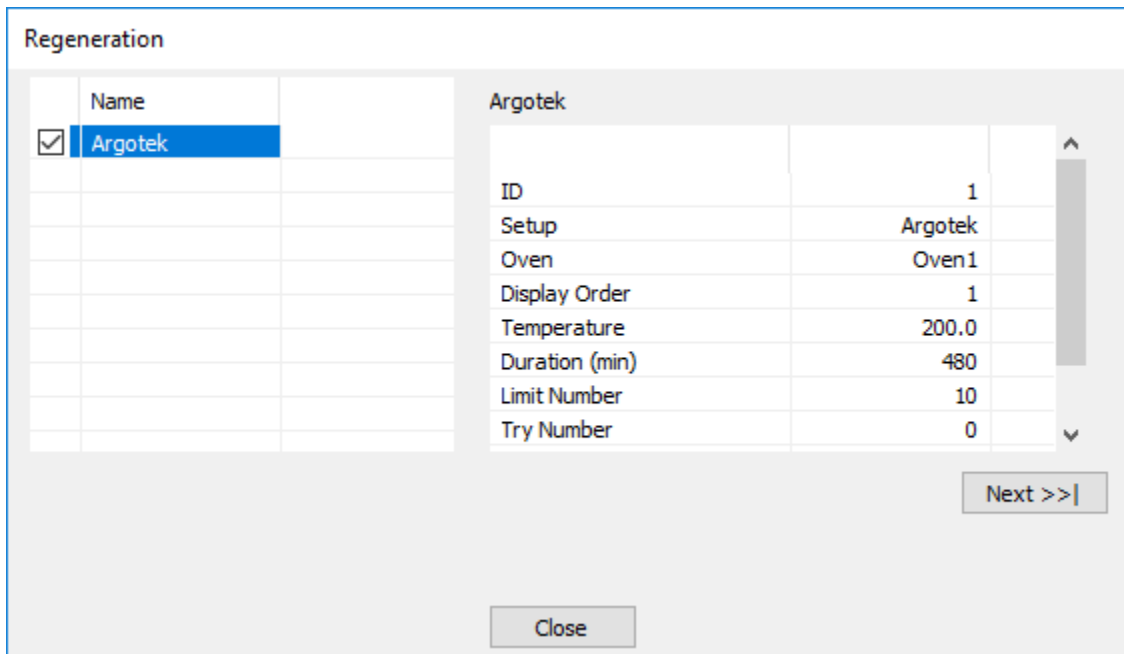 Regeneration
Name
Argotek
Argotek
ID 1
Setup Argotek
Oven Oven1
Display Order 1
Temperature 200.0
Duration (min) 480
Limit Number 10
Try Number 0
Next >>|
Close